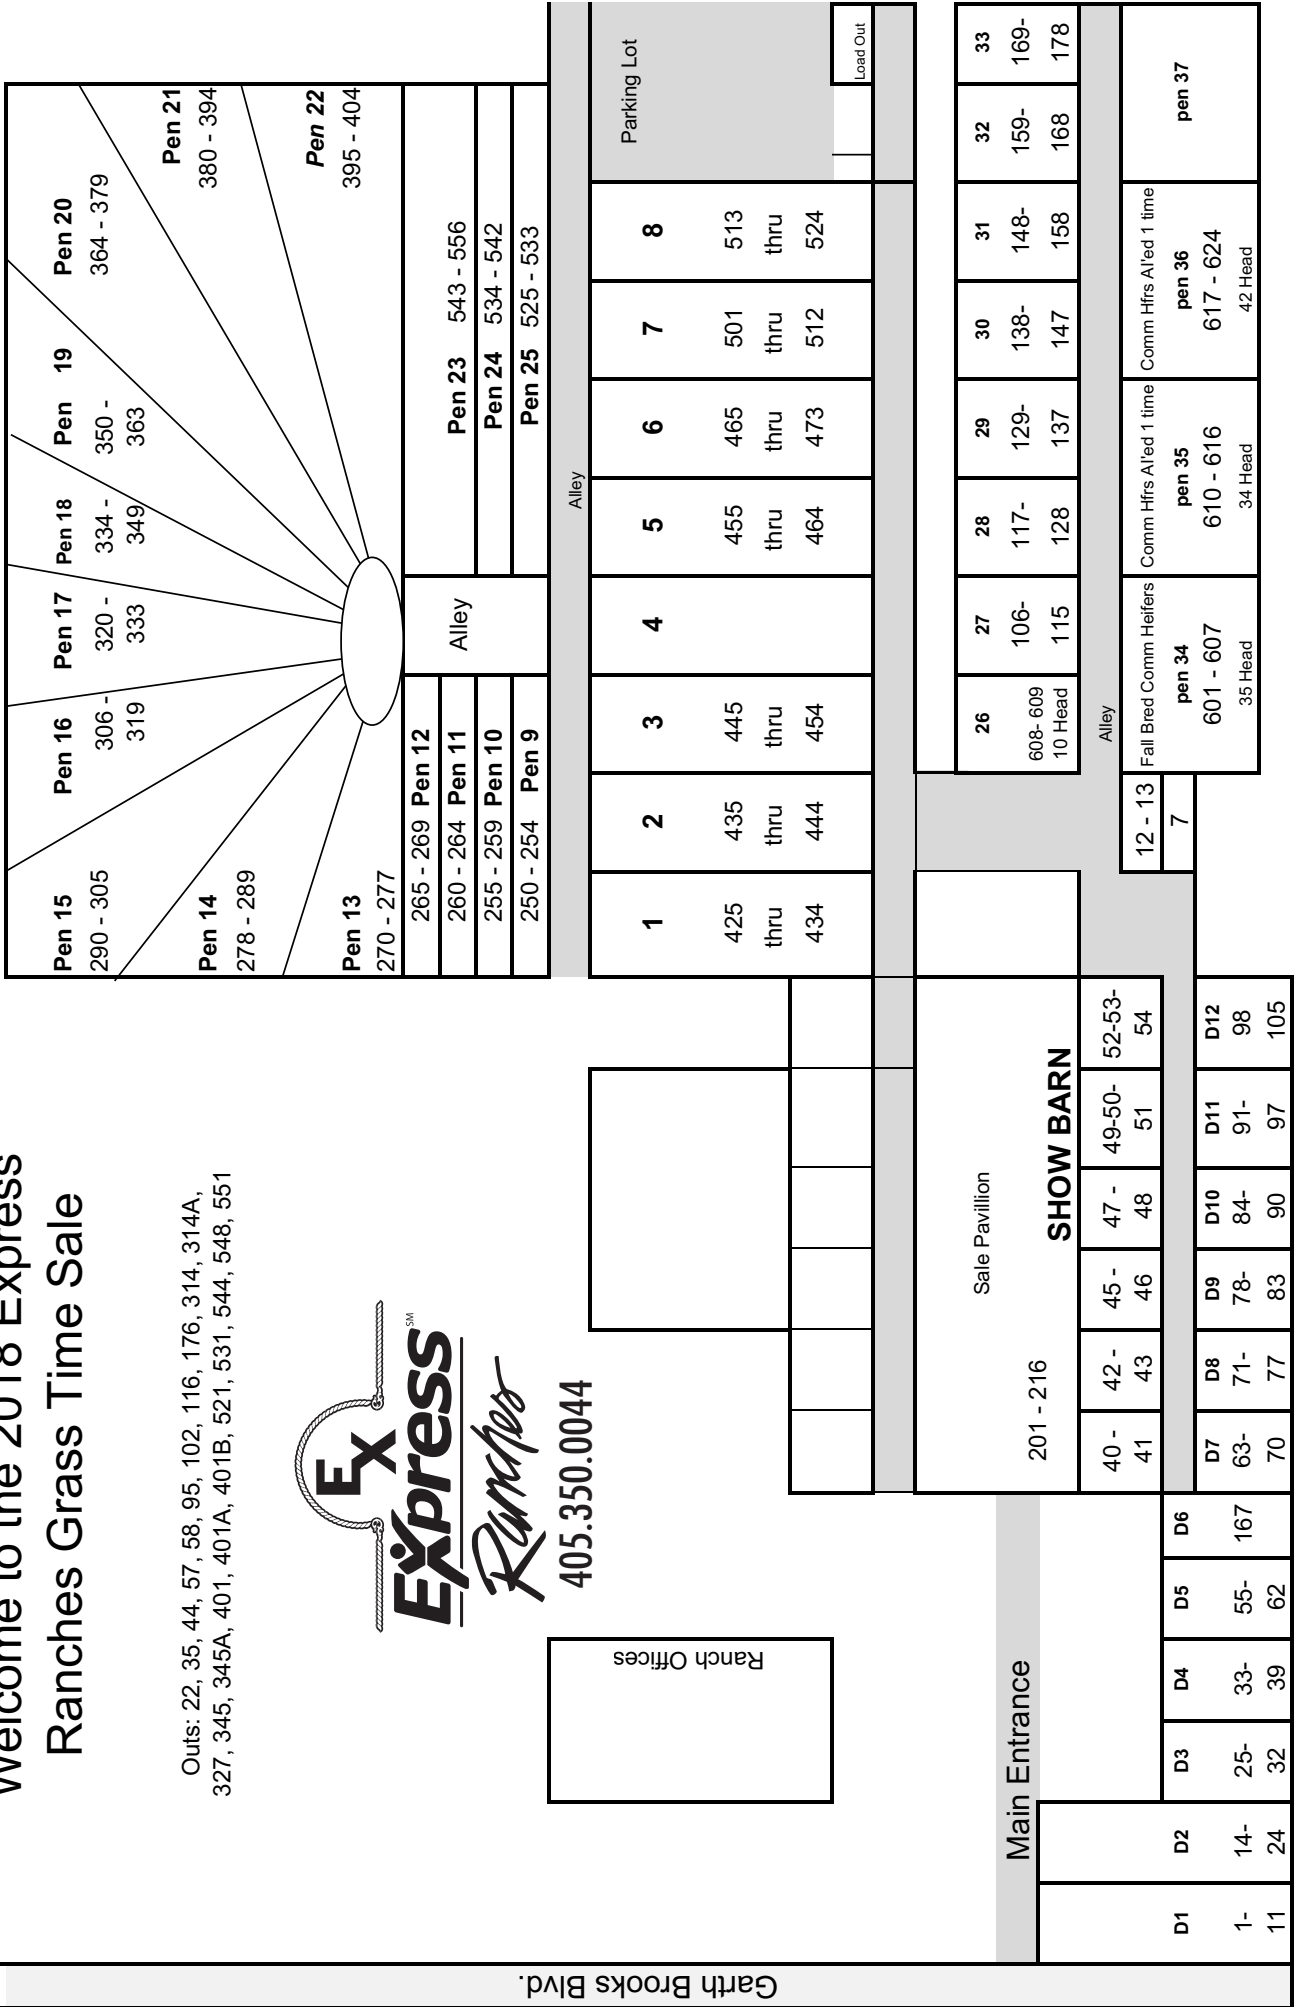 Welcome to the 2018 Express
Ranches Grass Time Sale
Outs: 22, 35, 44, 57, 58, 95, 102, 116, 176, 314, 314A,
327, 345, 345A, 401, 401A, 401B, 521, 531, 544, 548, 551
EX
Express SM
Ranches
405.350.0044
Ranch Offices
Garth Brooks Blvd.
Main Entrance
Pen 15
290 - 305
Pen 14
278 - 289
Pen 13
270 - 277
Pen 16
306 -
319
Pen 17
320 -
333
Pen 18
334 -
349
Pen 19
350 -
363
Pen 20
364 - 379
Pen 21
380 - 394
Pen 22
395 - 404
265 - 269 Pen 12
260 - 264 Pen 11
255 - 259 Pen 10
250 - 254 Pen 9
Alley
Pen 23 543 - 556
Pen 24 534 - 542
Pen 25 525 - 533
Alley
1
425
thru
434
2
435
thru
444
3
445
thru
454
4
5
455
thru
464
6
465
thru
473
7
501
thru
512
8
513
thru
524
Parking Lot
Load Out
Sale Pavillion
201 - 216
SHOW BARN
26
608- 609
10 Head
27
106-
115
28
117-
128
29
129-
137
30
138-
147
31
148-
158
32
159-
168
33
169-
178
Alley
40 -
41
42 -
43
45 -
46
47 -
48
49-50-
51
52-53-
54
12 - 13
7
Fall Bred Comm Heifers
pen 34
601 - 607
35 Head
Comm Hfrs AI'ed 1 time
pen 35
610 - 616
34 Head
Comm Hfrs AI'ed 1 time
pen 36
617 - 624
42 Head
pen 37
D1
1-
11
D2
14-
24
D3
25-
32
D4
33-
39
D5
55-
62
D6
167
D7
63-
70
D8
71-
77
D9
78-
83
D10
84-
90
D11
91-
97
D12
98
105